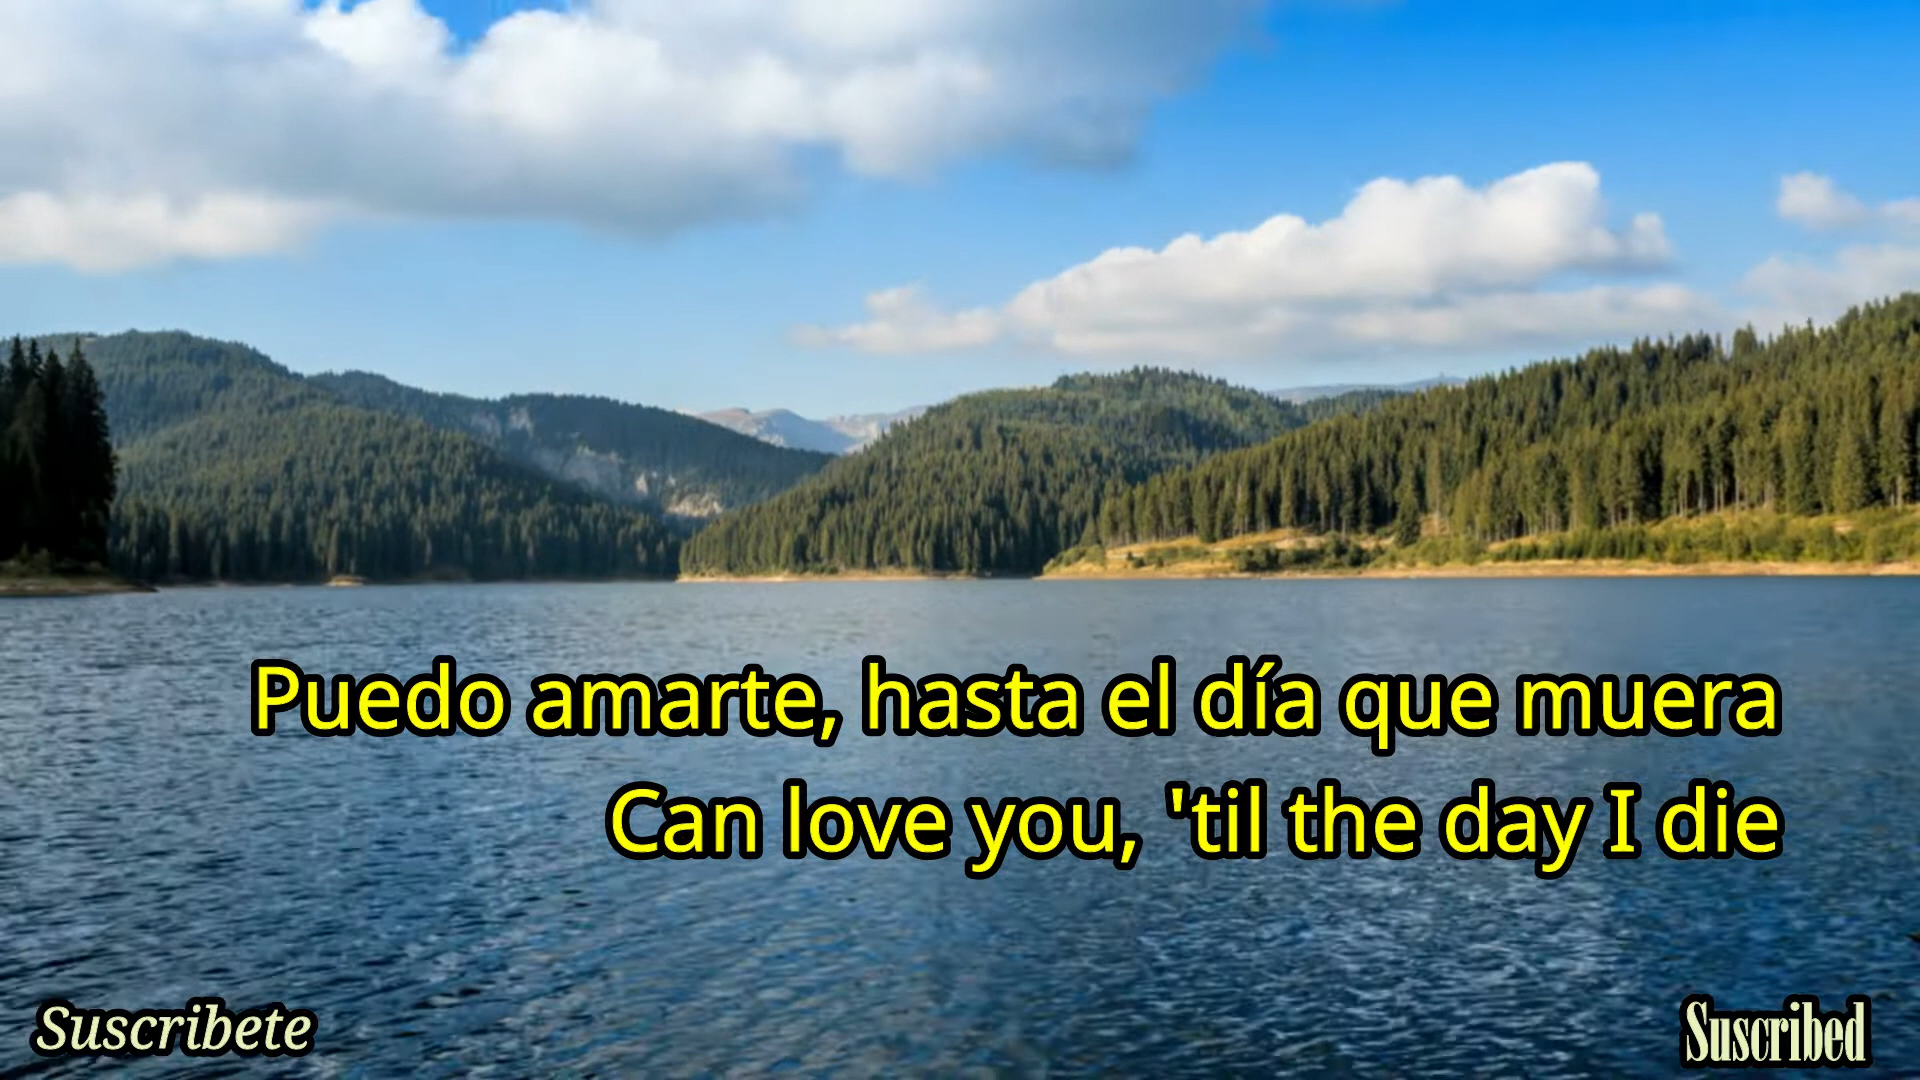 Puedo amarte, hasta el día que muera
Can love you, 'til the day I die
Suscribete
Suscribed